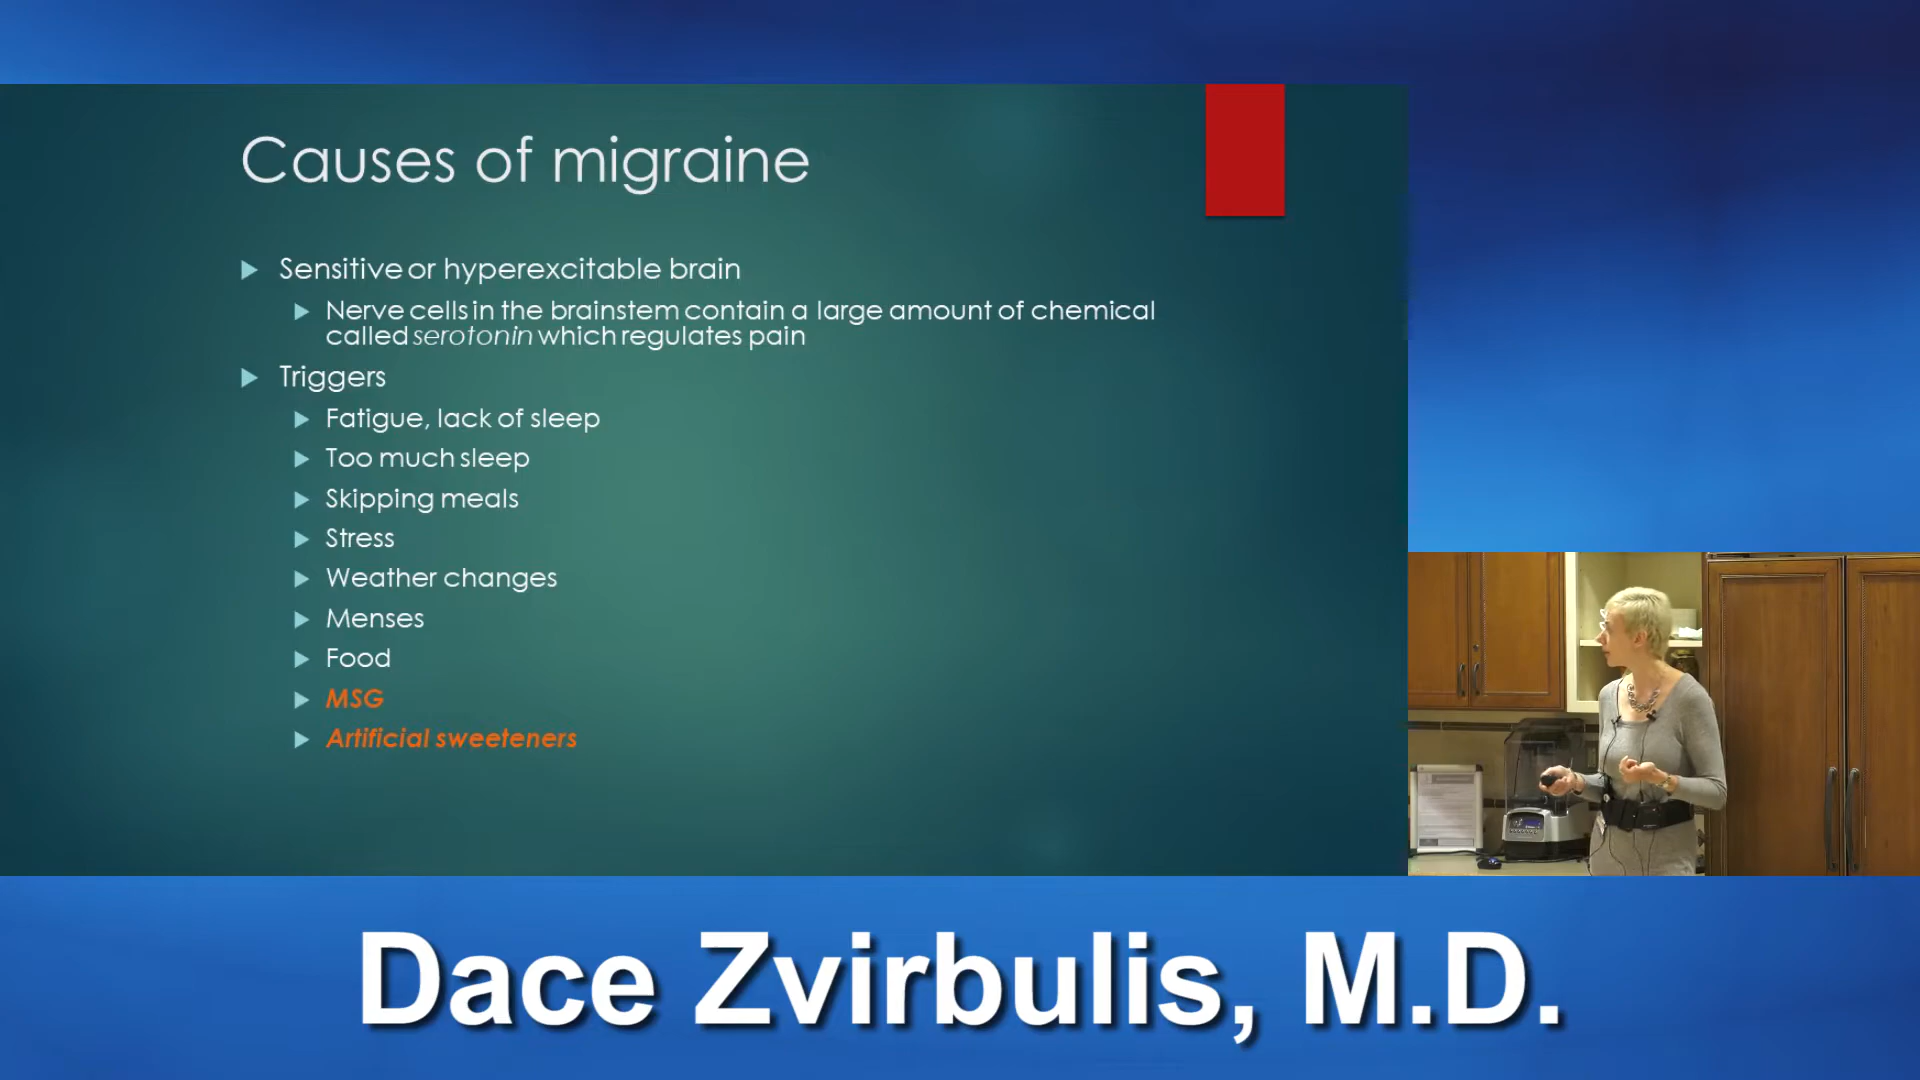 Causes of migraine
Sensitive or hyperexcitable brain
Nerve cells in the brainstem contain a large amount of chemical
called serotonin which regulates pain
Triggers
Fatigue, lack of sleep
Too much sleep
Skipping meals
Stress
Weather changes
Menses
Food
MSG
Artificial sweeteners
Dace Zvirbulis, M.D.